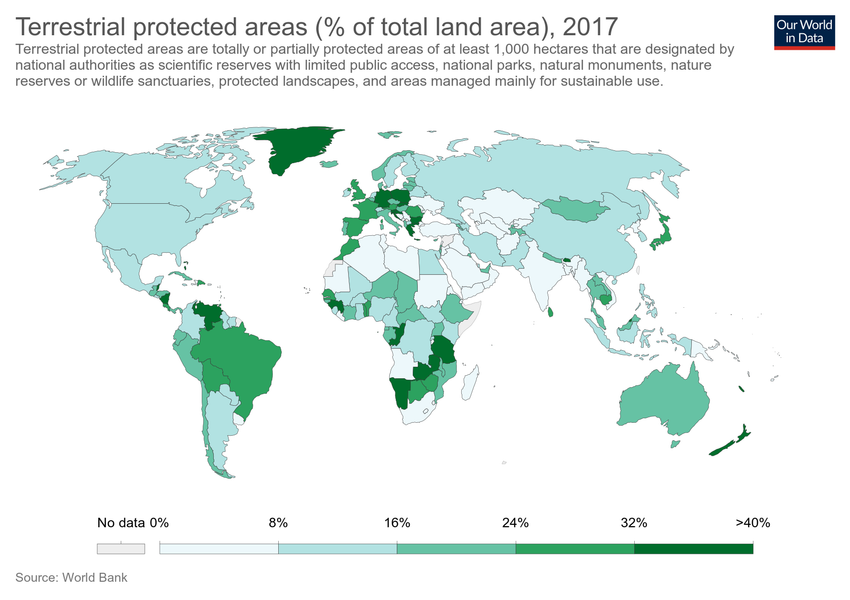 Terrestrial protected areas (% of total land area), 2017
Our World
in Data
Terrestrial protected areas are totally or partially protected areas of at least 1,000 hectares that are designated by
national authorities as scientific reserves with limited public access, national parks, natural monuments, nature
reserves or wildlife sanctuaries, protected landscapes, and areas managed mainly for sustainable use.
No data 0% 8% 16% 24% 32% >40%
Source: World Bank